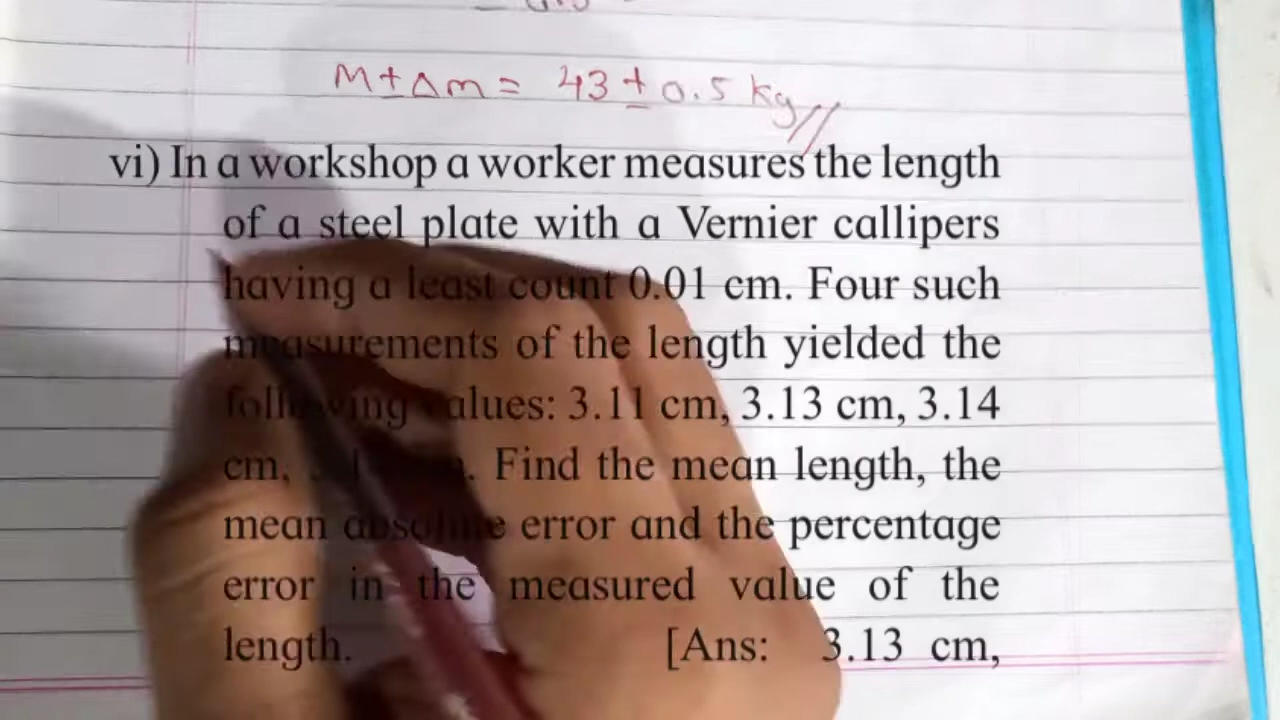 M±Δm = 43 ± 0.5 kg //
vi) In a workshop a worker measures the length
of a steel plate with a Vernier callipers
having a least count 0.01 cm. Four such
measurements of the length yielded the
following values: 3.11 cm, 3.13 cm, 3.14
cm, . Find the mean length, the
mean absolute error and the percentage
error in the measured value of the
length. [Ans: 3.13 cm,